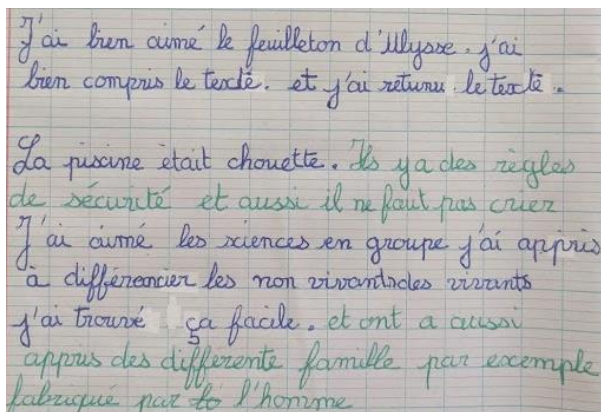 J'ai bien aimé le feuilleton d'Ulysse. j'ai
bien compris le texte. et j'ai retunu le texte.
La piscine était chouette. Ils y a des règles
de sécurité et aussi il ne faut pas crier
J'ai aimé les siences en groupe j'ai appris
à différencier les non vivants des vivants
j'ai trouvé ça facile. et ont a aussi
appris des differente famille par exemple
fabriqué par l'homme